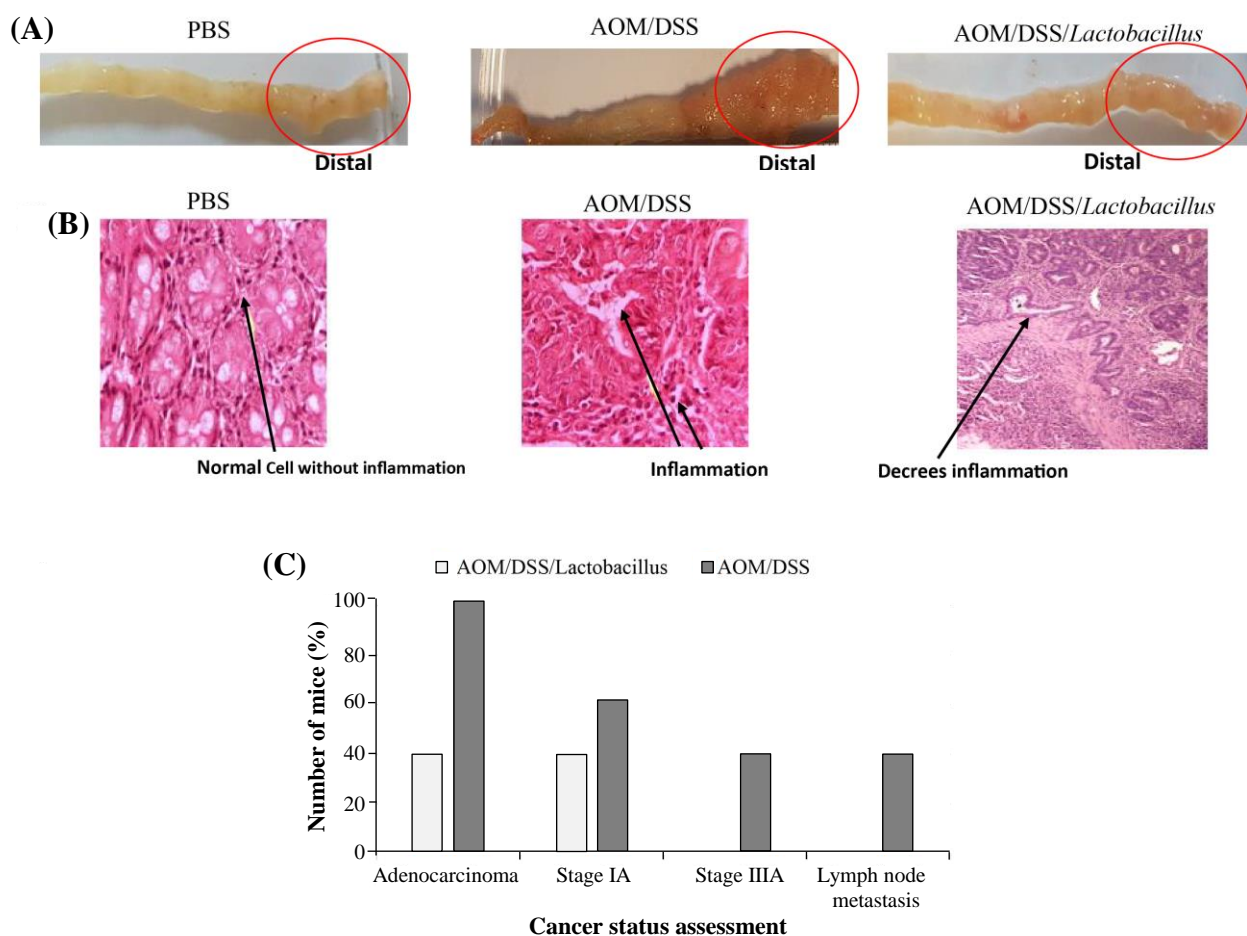 (A)
PBS
AOM/DSS
AOM/DSS/Lactobacillus
Distal
Distal
Distal
(B)
PBS
AOM/DSS
AOM/DSS/Lactobacillus
Normal Cell without inflammation
Inflammation
Decrees inflammation
(C)
AOM/DSS/Lactobacillus
AOM/DSS
Number of mice (%)
100
80
60
40
20
0
Adenocarcinoma
Stage IA
Stage IIIA
Lymph node
metastasis
Cancer status assessment